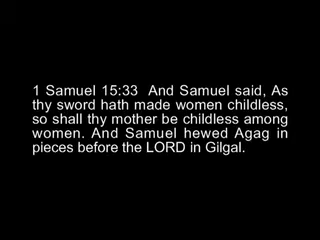 1 Samuel 15:33  And Samuel said, As
thy sword hath made women childless,
so shall thy mother be childless among
women. And Samuel hewed Agag in
pieces before the LORD in Gilgal.